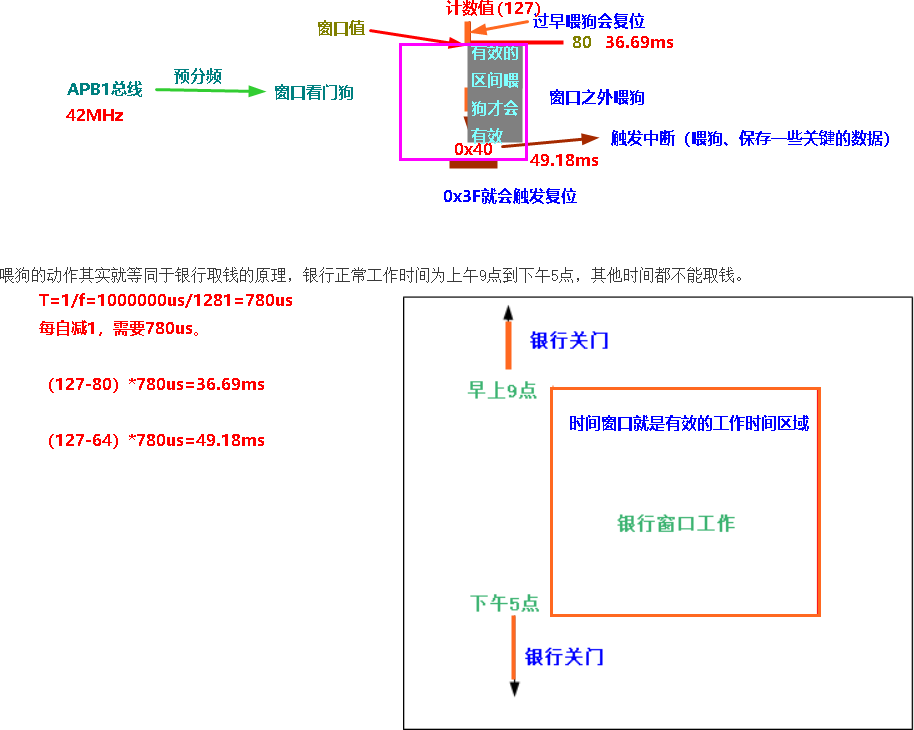 计数值(127)
过早喂狗会复位
窗口值
80 36.69ms
有效的
区间喂
狗才会
有效
预分频
APB1总线
窗口看门狗
42MHz
窗口之外喂狗
触发中断（喂狗、保存一些关键的数据）
0x40
49.18ms
0x3F就会触发复位
喂狗的动作其实就等同于银行取钱的原理，银行正常工作时间为上午9点到下午5点，其他时间都不能取钱。
T=1/f=1000000us/1281=780us
每自减1，需要780us。
（127-80）*780us=36.69ms
（127-64）*780us=49.18ms
银行关门
早上9点
时间窗口就是有效的工作时间区域
银行窗口工作
下午5点
银行关门